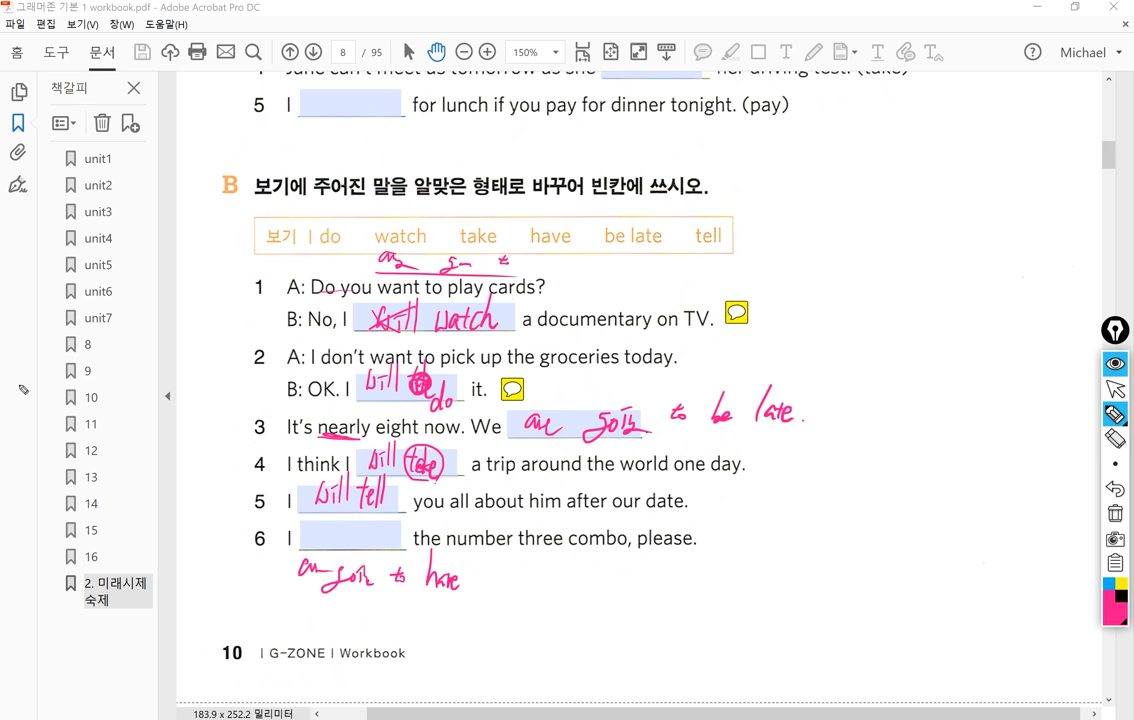 그래머존 기본 1 workbook.pdf - Adobe Acrobat Pro DC
파일 편집 보기(V) 창(W) 도움말(H)
홈 도구 문서 8 / 95 150% Michael
책갈피
unit1
unit2
unit3
unit4
unit5
unit6
unit7
8
9
10
11
12
13
14
15
16
2. 미래시제
숙제
5 I for lunch if you pay for dinner tonight. (pay)
B 보기에 주어진 말을 알맞은 형태로 바꾸어 빈칸에 쓰시오.
보기 | do watch take have be late tell
1 A: Do you want to play cards?
B: No, I will watch a documentary on TV.
2 A: I don't want to pick up the groceries today.
B: OK. I will do it.
3 It's nearly eight now. We are going to be late.
4 I think I will take a trip around the world one day.
5 I will tell you all about him after our date.
6 I the number three combo, please.
am going to have
10 | G-ZONE | Workbook
183.9 x 252.2 밀리미터